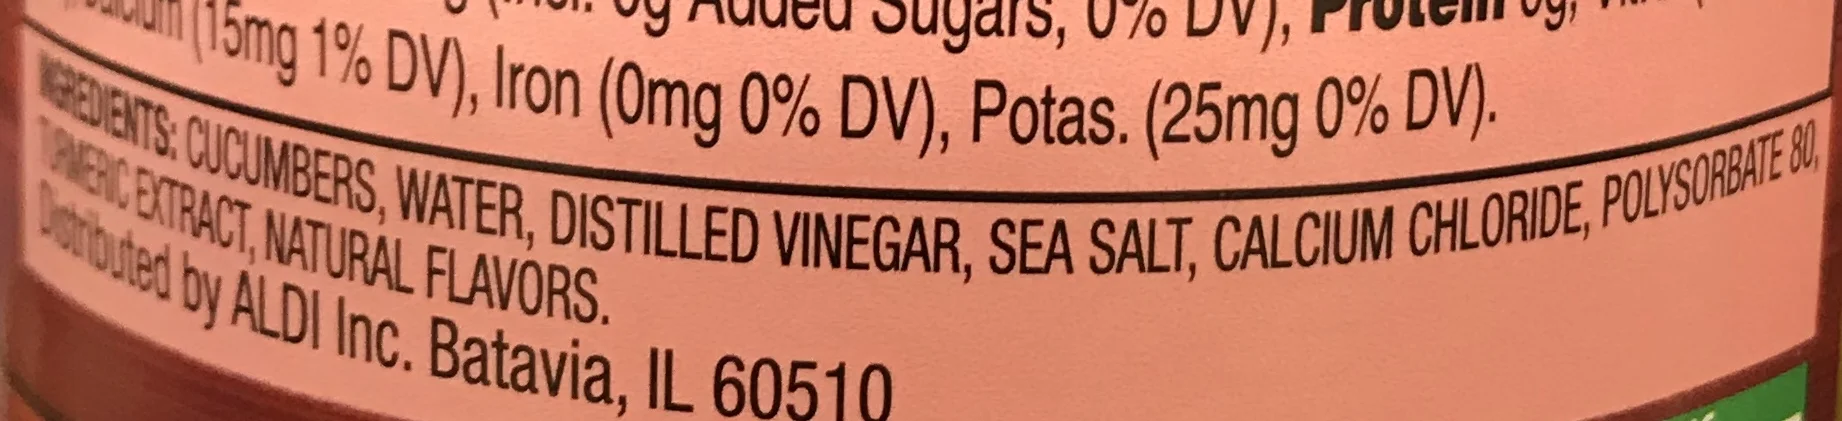 (Incl. 0g Added Sugars, 0% DV), Protein 0g,
(15mg 1% DV), Iron (0mg 0% DV), Potas. (25mg 0% DV).
INGREDIENTS: CUCUMBERS, WATER, DISTILLED VINEGAR, SEA SALT, CALCIUM CHLORIDE, POLYSORBATE 80,
TURMERIC EXTRACT, NATURAL FLAVORS.
Distributed by ALDI Inc. Batavia, IL 60510